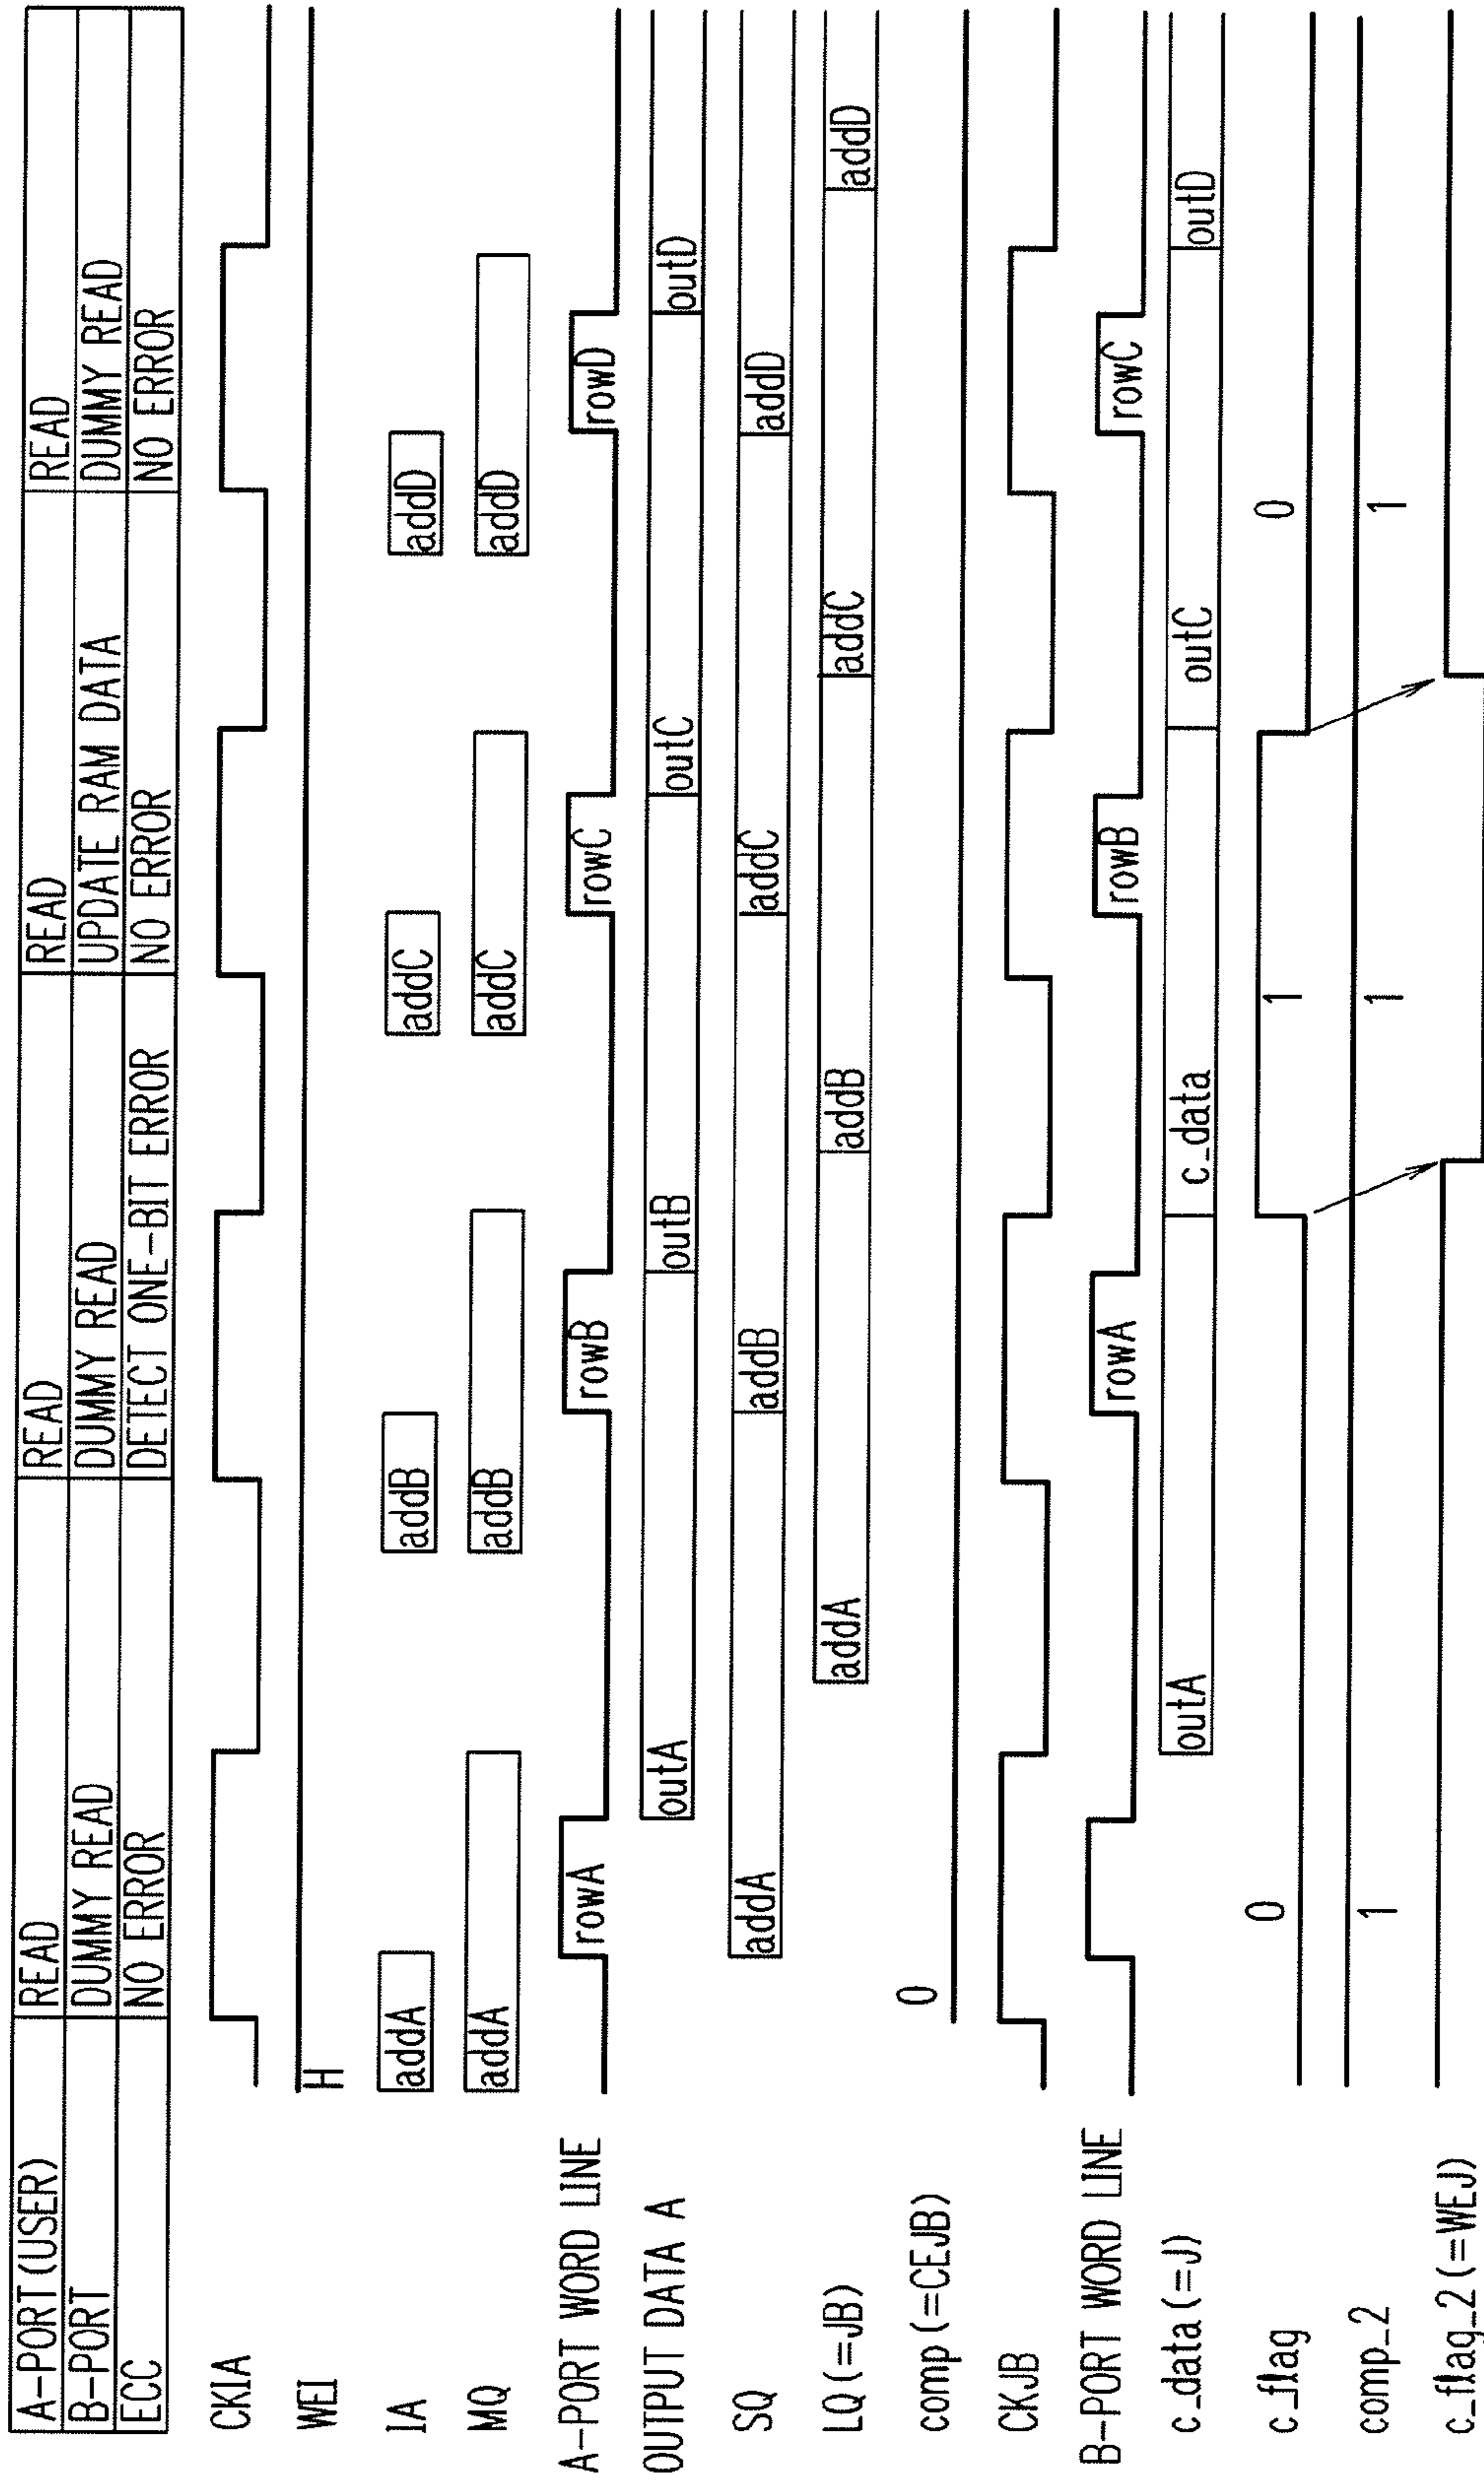 A-PORT (USER) READ READ READ READ
B-PORT DUMMY READ DUMMY READ UPDATE RAM DATA DUMMY READ
ECC NO ERROR DETECT ONE-BIT ERROR NO ERROR NO ERROR
CKIA
WEI H
IA addA addB addC addD
MQ addA addB addC addD
A-PORT WORD LINE rowA rowB rowC rowD
OUTPUT DATA A outA outB outC outD
SQ addA addB addC addD
LQ (=JB) addA addB addC addD
comp (=CEJB) 0
CKJB
B-PORT WORD LINE rowA rowB rowC
c_data (=J) outA c_data outC outD
c_flag 0 1 0
comp_2 1 1 1
c_flag_2 (=WEJ)